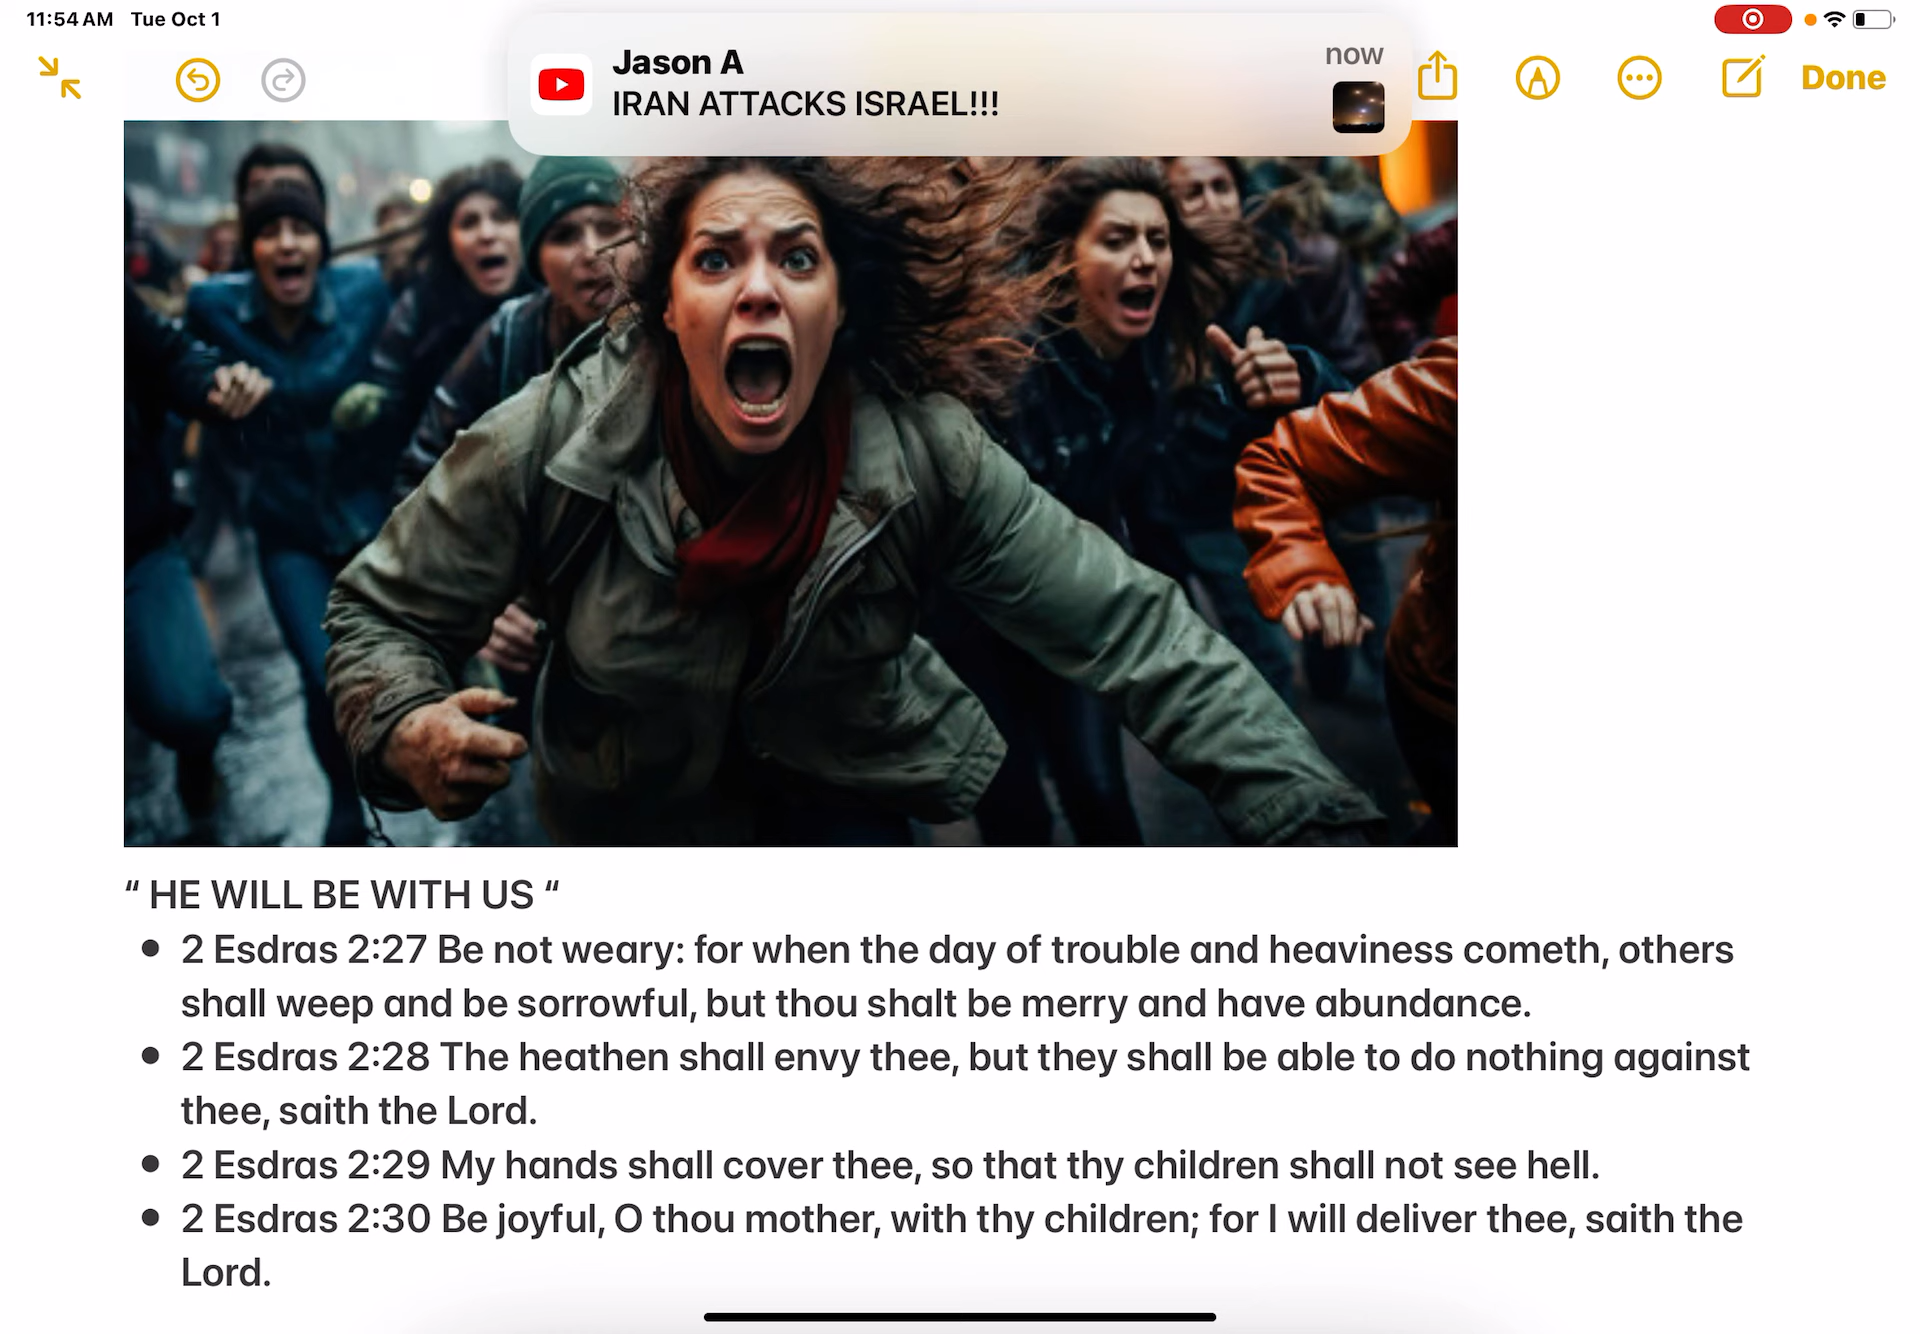 11:54 AM Tue Oct 1
Jason A
now
IRAN ATTACKS ISRAEL!!!
Done
“ HE WILL BE WITH US “
• 2 Esdras 2:27 Be not weary: for when the day of trouble and heaviness cometh, others
shall weep and be sorrowful, but thou shalt be merry and have abundance.
• 2 Esdras 2:28 The heathen shall envy thee, but they shall be able to do nothing against
thee, saith the Lord.
• 2 Esdras 2:29 My hands shall cover thee, so that thy children shall not see hell.
• 2 Esdras 2:30 Be joyful, O thou mother, with thy children; for I will deliver thee, saith the
Lord.